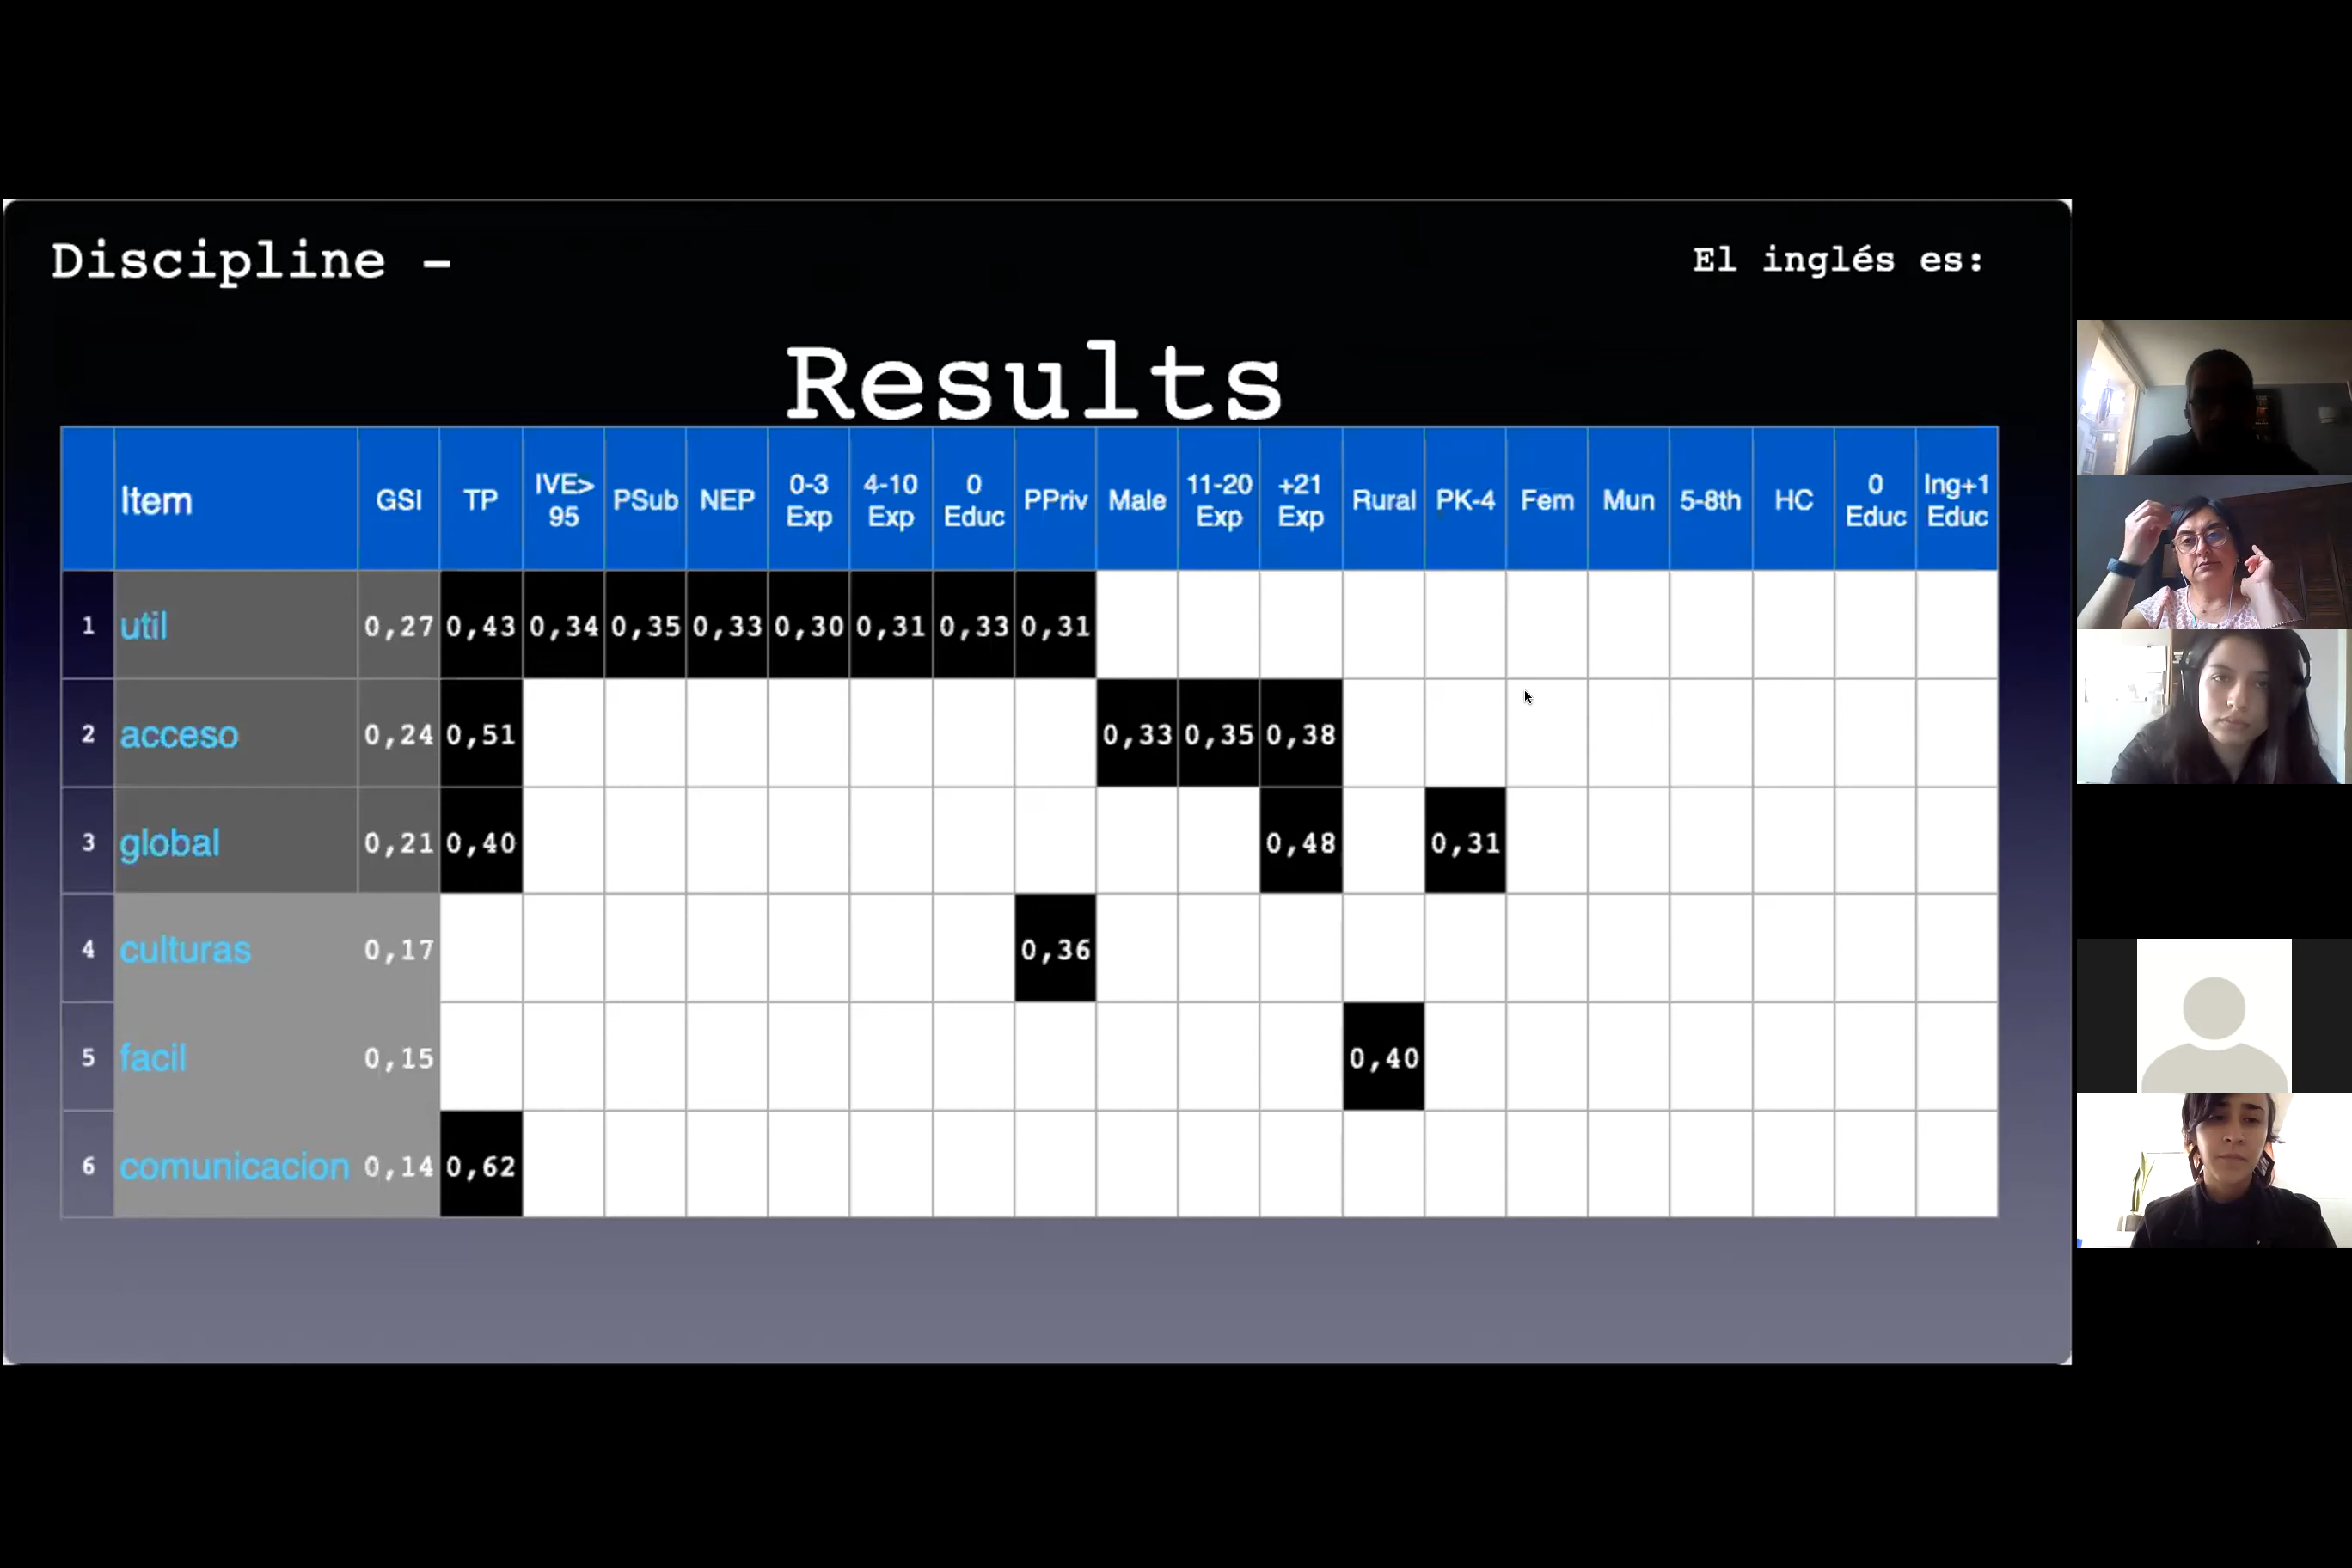 Discipline –
El inglés es:
Results
Item GSI TP IVE> 95 PSub NEP 0-3 Exp 4-10 Exp 0 Educ PPriv Male 11-20 Exp +21 Exp Rural PK-4 Fem Mun 5-8th HC 0 Educ Ing+1 Educ
1 util 0,27 0,43 0,34 0,35 0,33 0,30 0,31 0,33 0,31
2 acceso 0,24 0,51 0,33 0,35 0,38
3 global 0,21 0,40 0,48 0,31
4 culturas 0,17 0,36
5 facil 0,15 0,40
6 comunicacion 0,14 0,62